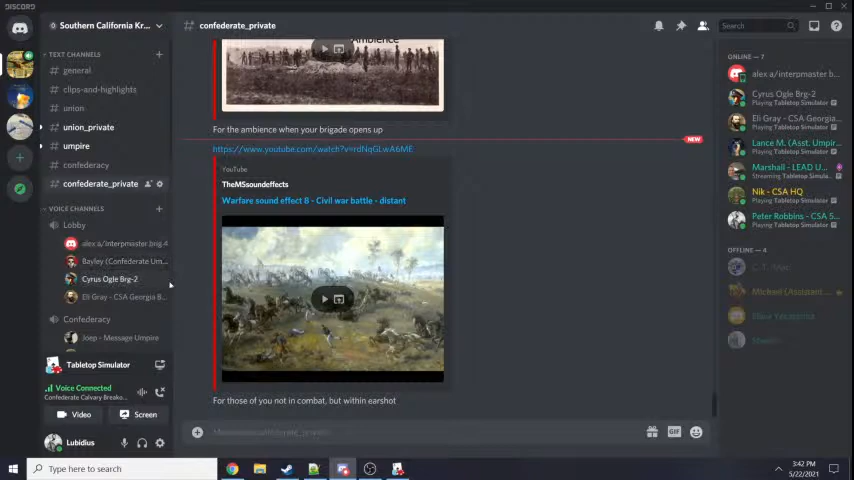 DISCORD
Southern California Kr...
# confederate_private
Search
TEXT CHANNELS
general
clips-and-highlights
union
union_private
umpire
confederacy
confederate_private
VOICE CHANNELS
Lobby
alex a/interpmaster brig.4
Bayley (Confederate Um...
Cyrus Ogle Brg-2
Eli Gray - CSA Georgia B...
Confederacy
Joep - Message Umpire
Tabletop Simulator
Voice Connected
Confederate Calvary Breako...
Video
Screen
Lubidius
Ambience
For the ambience when your brigade opens up
NEW
https://www.youtube.com/watch?v=rdNqGLwA6ME
YouTube
TheMSsoundeffects
Warfare sound effect 8 - Civil war battle - distant
For those of you not in combat, but within earshot
GIF
ONLINE — 7
alex a/interpmaster b...
Cyrus Ogle Brg-2
Playing Tabletop Simulator
Eli Gray - CSA Georgia...
Playing Tabletop Simulator
Lance M. (Asst. Umpir...
Playing Tabletop Simulator
Marshall - LEAD U...
Streaming Tabletop Simula...
Nik - CSA HQ
Playing Tabletop Simulator
Peter Robbins - CSA 5...
Playing Tabletop Simulator
OFFLINE — 4
Michael (Assistant ...
Type here to search
3:42 PM
5/22/2021